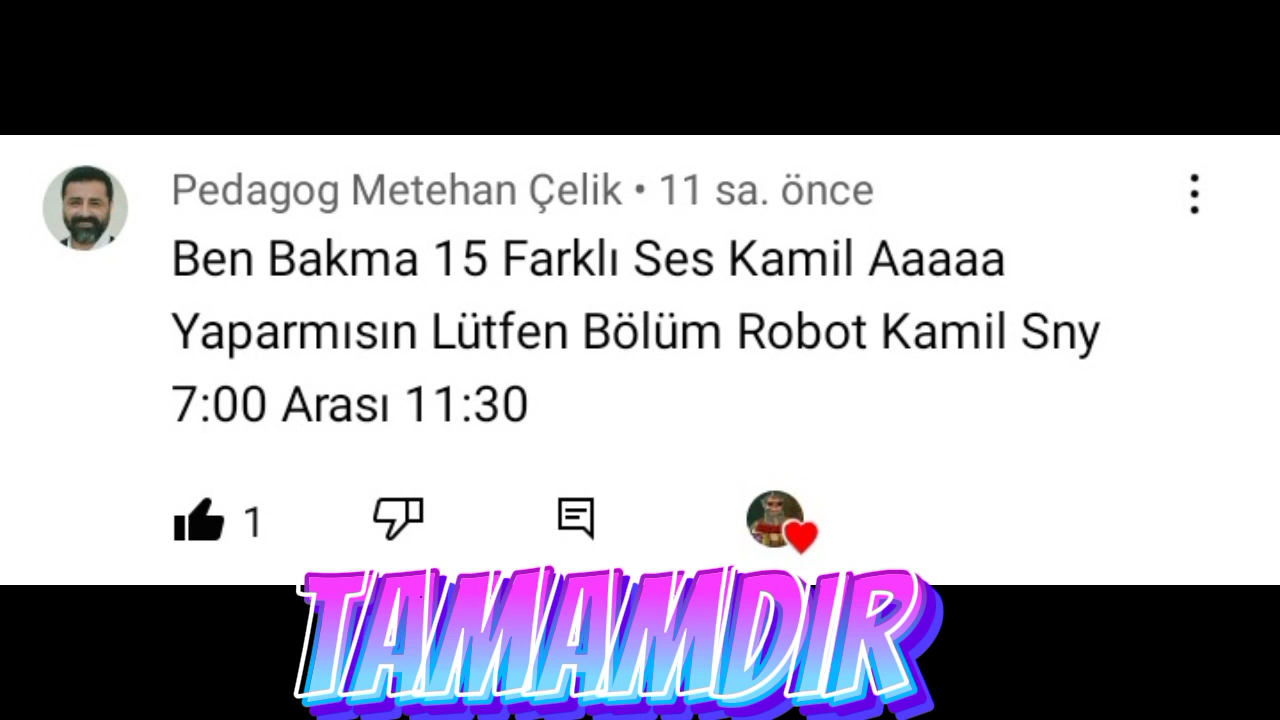 Pedagog Metehan Çelik • 11 sa. önce
Ben Bakma 15 Farklı Ses Kamil Aaaaa
Yaparmısın Lütfen Bölüm Robot Kamil Sny
7:00 Arası 11:30
1
TAMAMDIR